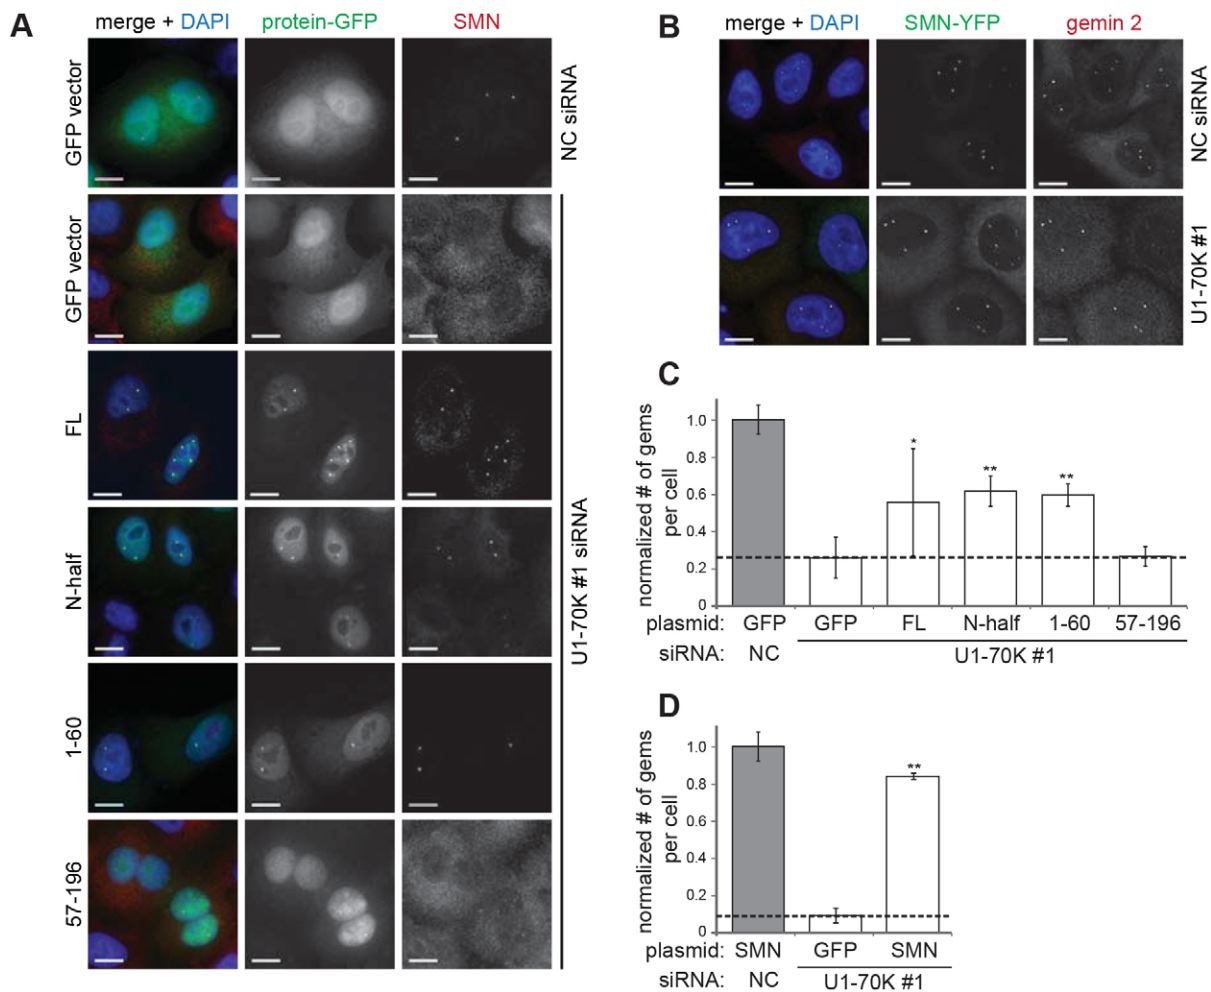 A
merge + DAPI protein-GFP SMN
GFP vector
NC siRNA
GFP vector
FL
N-half
1-60
57-196
U1-70K #1 siRNA
B
merge + DAPI SMN-YFP gemin 2
NC siRNA
U1-70K #1
C
normalized # of gems
per cell
1.0
0.8
0.6
0.4
0.2
0
*
**
**
plasmid: GFP GFP FL N-half 1-60 57-196
siRNA: NC U1-70K #1
D
normalized # of gems
per cell
1.0
0.8
0.6
0.4
0.2
0
**
plasmid: SMN GFP SMN
siRNA: NC U1-70K #1